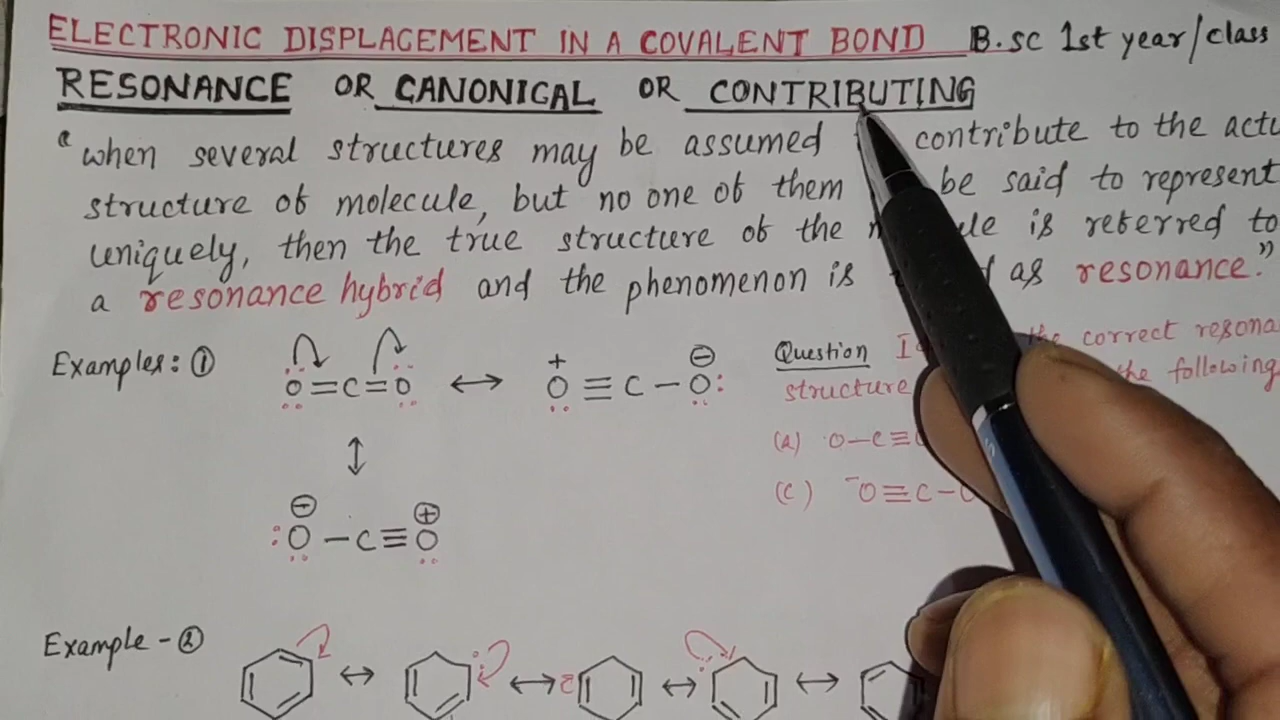 ELECTRONIC DISPLACEMENT IN A COVALENT BOND B.sc 1st year/class
RESONANCE OR CANONICAL OR CONTRIBUTING
"when several structures may be assumed contribute to the actu
structure of molecule, but no one of them be said to represent
uniquely, then the true structure of the is referred to
a resonance hybrid and the phenomenon is as resonance."
Examples: ① O=C=O ↔ O⁺≡C–O⊖
Question the correct resona
structure the following
↕
(a) O–C≡
(c) ⁻O≡C–
:O⊖–C≡O⊕
Example - ② ↔ ↔ ↔ ↔